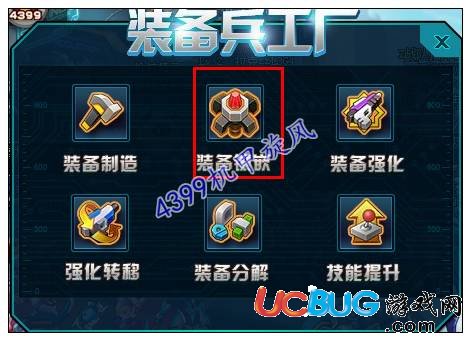 4399
装备兵工厂
装备制造
装备镶嵌
装备强化
4399机甲旋风
强化转移
装备分解
技能提升
UCBUG游戏网
.com